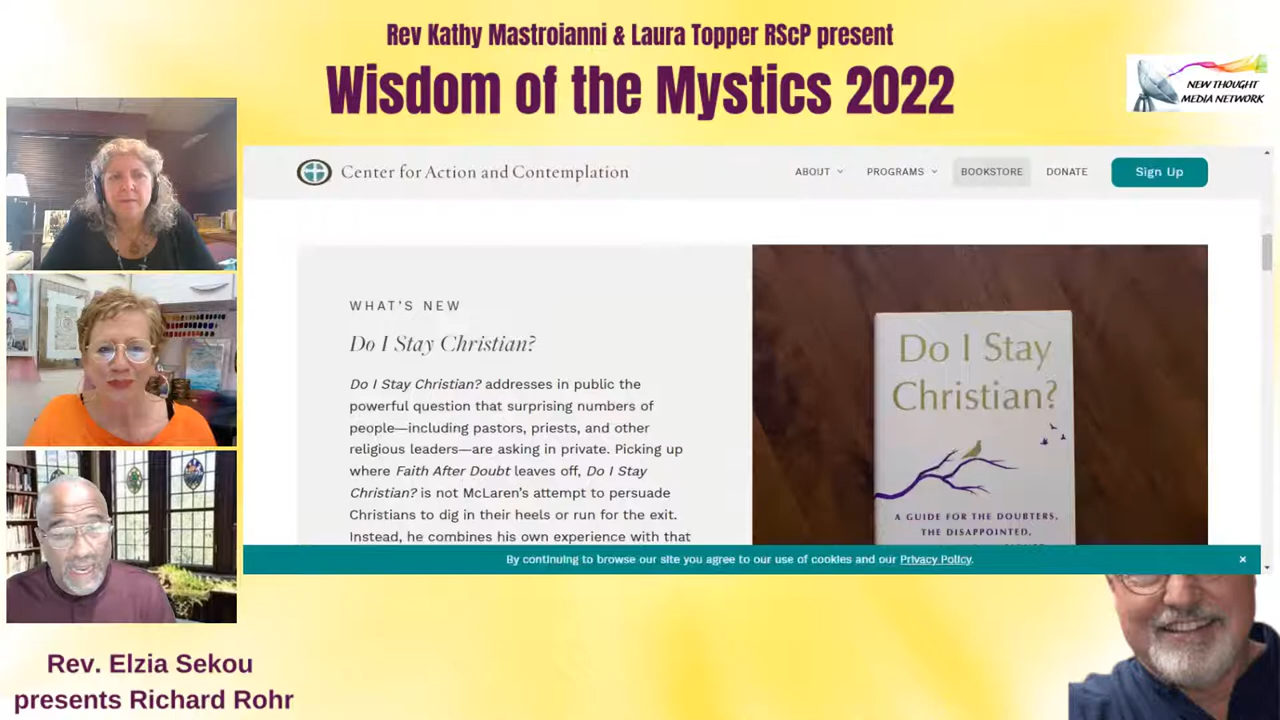 Rev Kathy Mastroianni & Laura Topper RScP present
Wisdom of the Mystics 2022
NEW THOUGHT
MEDIA NETWORK
Center for Action and Contemplation
ABOUT
PROGRAMS
BOOKSTORE
DONATE
Sign Up
WHAT'S NEW
Do I Stay Christian?
Do I Stay Christian? addresses in public the
powerful question that surprising numbers of
people—including pastors, priests, and other
religious leaders—are asking in private. Picking up
where Faith After Doubt leaves off, Do I Stay
Christian? is not McLaren's attempt to persuade
Christians to dig in their heels or run for the exit.
Instead, he combines his own experience with that
Do I Stay
Christian?
A GUIDE FOR THE DOUBTERS,
THE DISAPPOINTED,
By continuing to browse our site you agree to our use of cookies and our Privacy Policy.
Rev. Elzia Sekou
presents Richard Rohr